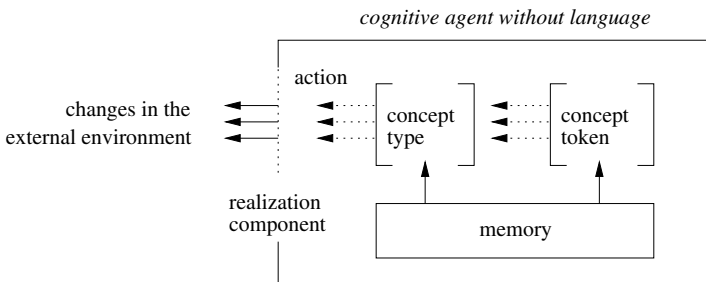 cognitive agent without language
action
changes in the
external environment
concept
type
concept
token
realization
component
memory